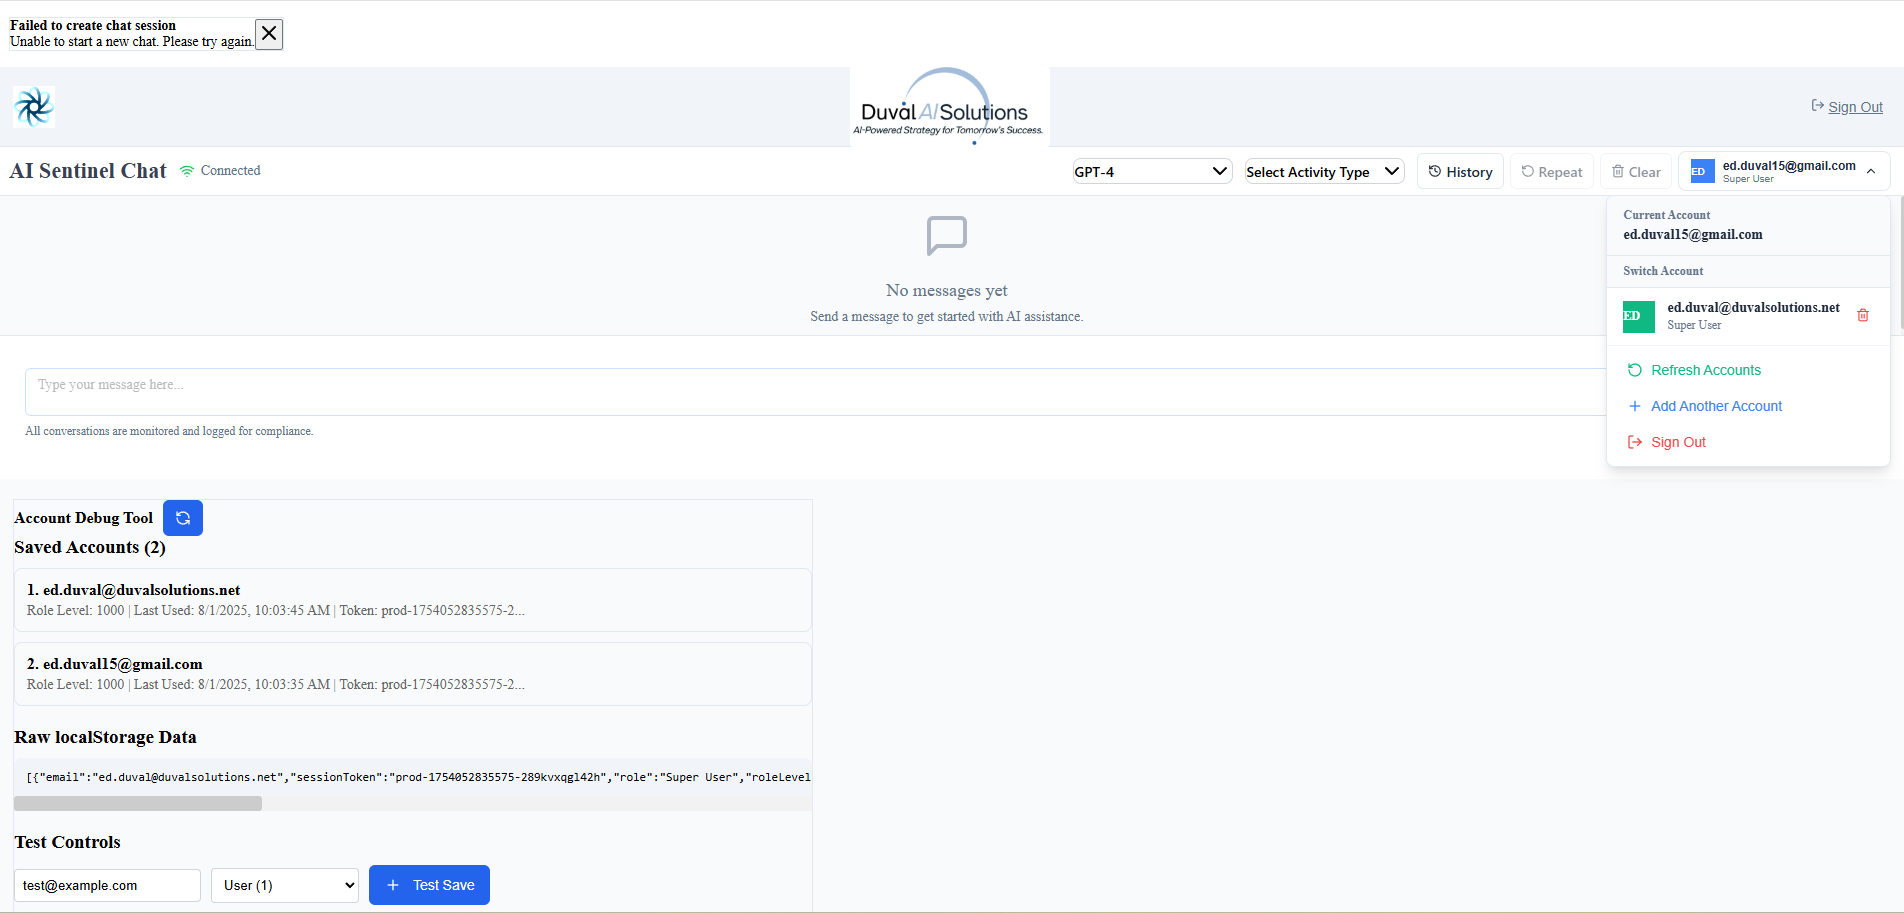 Failed to create chat session
Unable to start a new chat. Please try again.
Duval AI Solutions
AI-Powered Strategy for Tomorrow's Success.
Sign Out
AI Sentinel Chat
Connected
GPT-4
Select Activity Type
History
Repeat
Clear
ED
ed.duval15@gmail.com
Super User
Current Account
ed.duval15@gmail.com
Switch Account
ED
ed.duval@duvalsolutions.net
Super User
Refresh Accounts
Add Another Account
Sign Out
No messages yet
Send a message to get started with AI assistance.
Type your message here...
All conversations are monitored and logged for compliance.
Account Debug Tool
Saved Accounts (2)
1. ed.duval@duvalsolutions.net
Role Level: 1000 | Last Used: 8/1/2025, 10:03:45 AM | Token: prod-1754052835575-2...
2. ed.duval15@gmail.com
Role Level: 1000 | Last Used: 8/1/2025, 10:03:35 AM | Token: prod-1754052835575-2...
Raw localStorage Data
[{"email":"ed.duval@duvalsolutions.net","sessionToken":"prod-1754052835575-289kvxqgl42h","role":"Super User","roleLevel
Test Controls
test@example.com
User (1)
Test Save